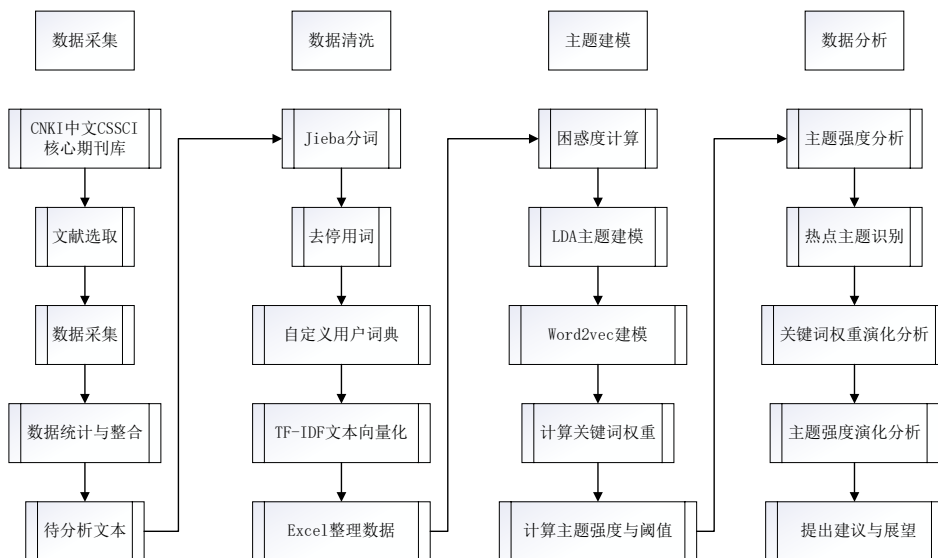 数据采集
数据清洗
主题建模
数据分析
CNKI中文CSSCI
核心期刊库
文献选取
数据采集
数据统计与整合
待分析文本
Jieba分词
去停用词
自定义用户词典
TF-IDF文本向量化
Excel整理数据
困惑度计算
LDA主题建模
Word2vec建模
计算关键词权重
计算主题强度与阈值
主题强度分析
热点主题识别
关键词权重演化分析
主题强度演化分析
提出建议与展望